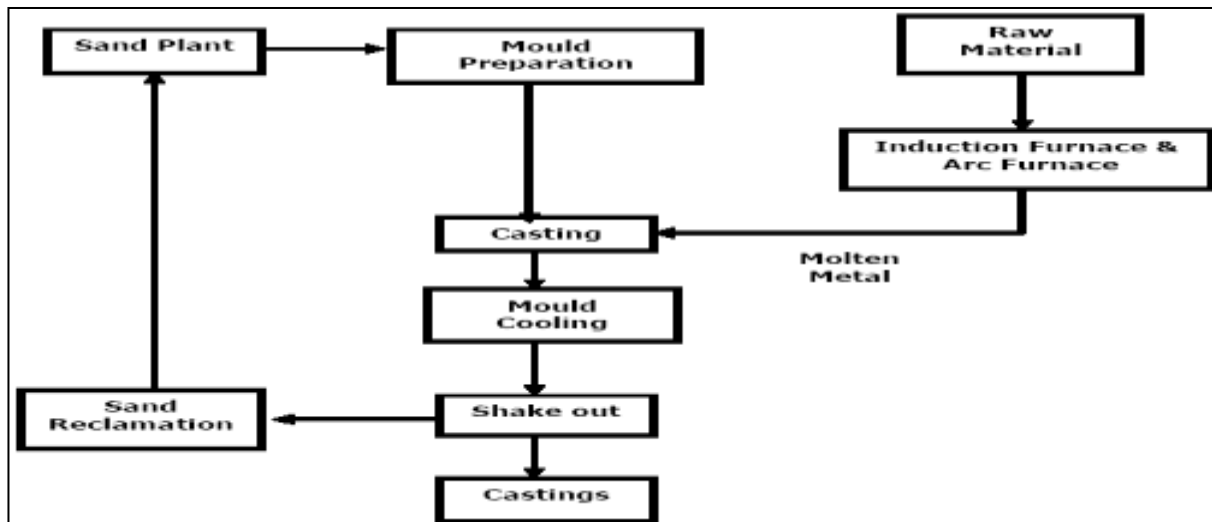 Sand Plant
Mould
Preparation
Raw
Material
Induction Furnace &
Arc Furnace
Casting
Molten
Metal
Mould
Cooling
Sand
Reclamation
Shake out
Castings